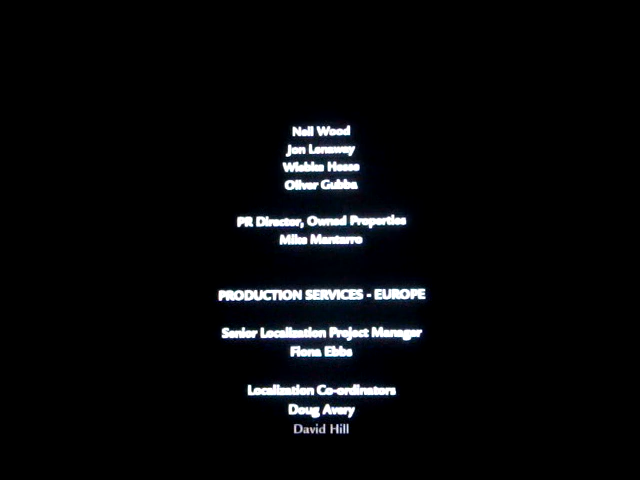 Neil Wood
Jon Lenaway
Wiebke Hesse
Oliver Gubba
PR Director, Owned Properties
Mike Mantarro
PRODUCTION SERVICES - EUROPE
Senior Localization Project Manager
Fiona Ebbs
Localization Co-ordinators
Doug Avery
David Hill